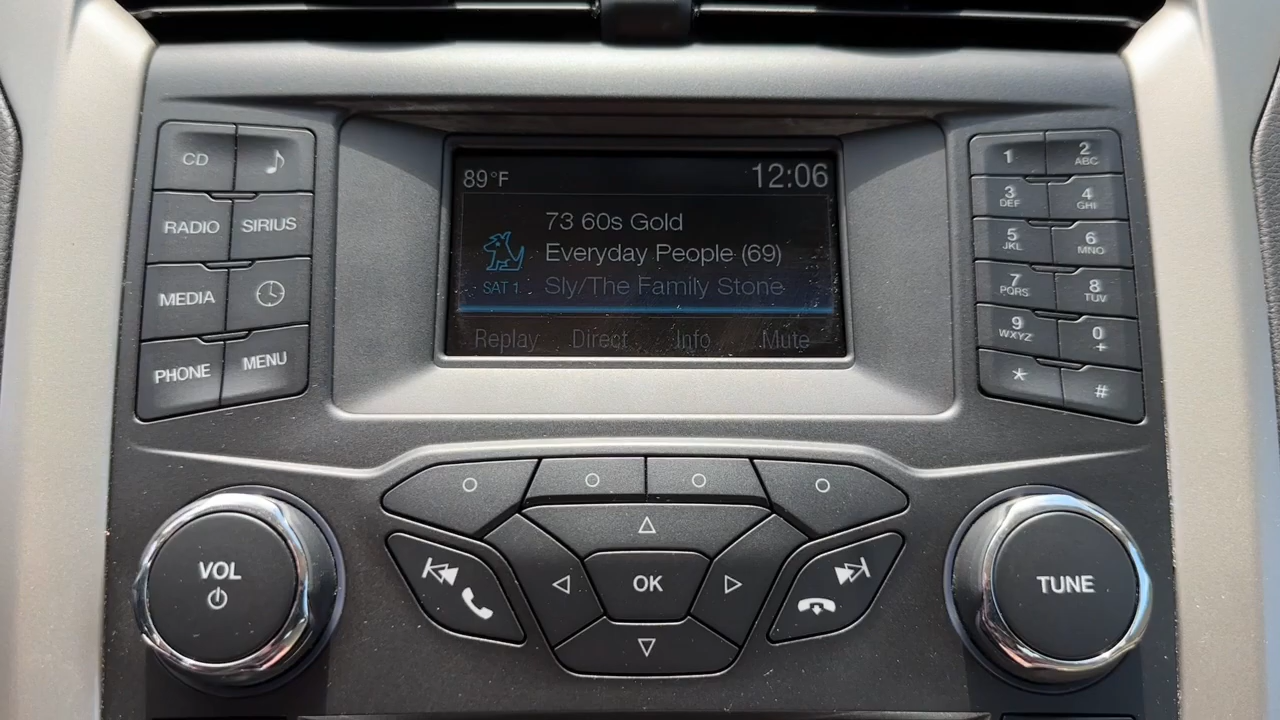 CD
RADIO SIRIUS
MEDIA
PHONE MENU
89°F 12:06
73 60s Gold
Everyday People (69)
SAT 1 Sly/The Family Stone
Replay Direct Info Mute
1 2 ABC
3 DEF 4 GHI
5 JKL 6 MNO
7 PQRS 8 TUV
9 WXYZ 0 +
* #
VOL
OK
TUNE